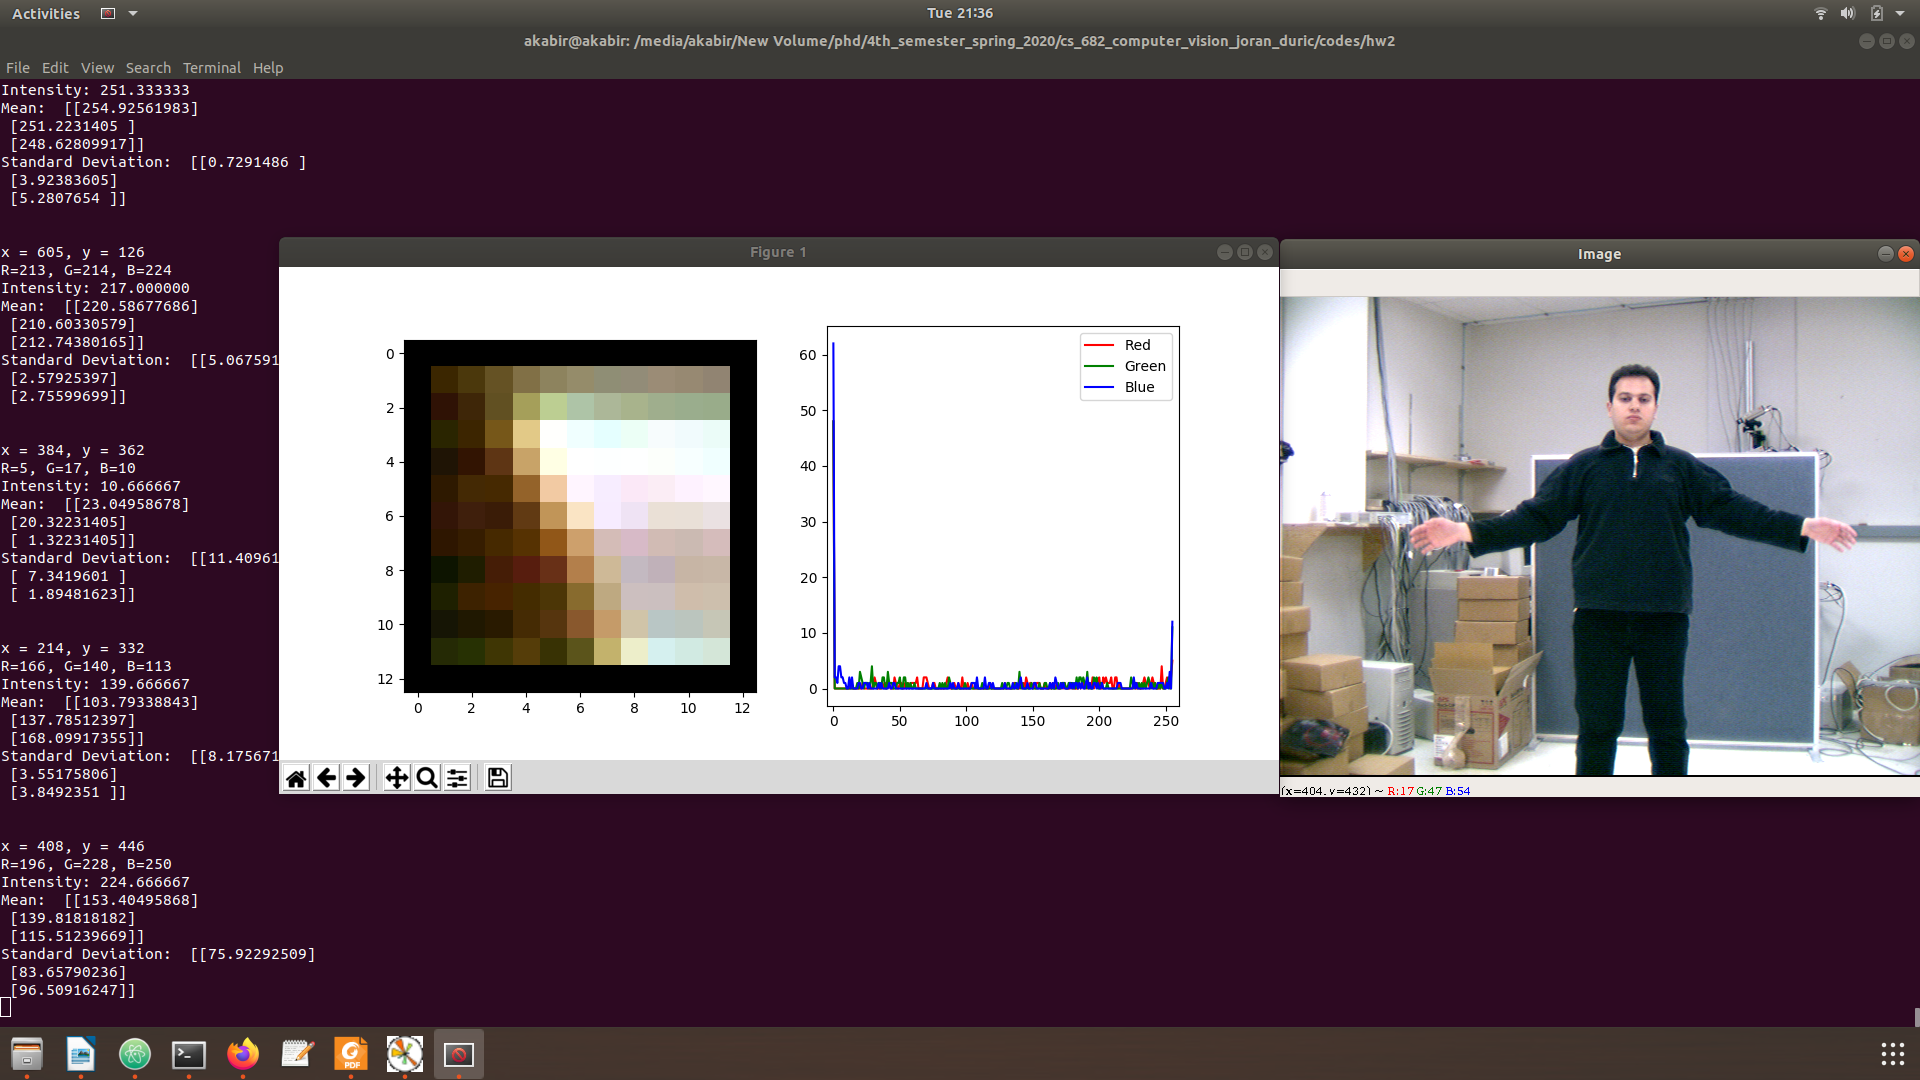 Activities
Tue 21:36
akabir@akabir: /media/akabir/New Volume/phd/4th_semester_spring_2020/cs_682_computer_vision_joran_duric/codes/hw2
File Edit View Search Terminal Help
Intensity: 251.333333
Mean:  [[254.92561983]
[251.2231405 ]
[248.62809917]]
Standard Deviation:  [[0.7291486 ]
[3.92383605]
[5.2807654 ]]
x = 605, y = 126
R=213, G=214, B=224
Intensity: 217.000000
Mean:  [[220.58677686]
[210.60330579]
[212.74380165]]
Standard Deviation:  [[5.067591
[2.57925397]
[2.75599699]]
x = 384, y = 362
R=5, G=17, B=10
Intensity: 10.666667
Mean:  [[23.04958678]
[20.32231405]
[ 1.32231405]]
Standard Deviation:  [[11.40961
[ 7.3419601 ]
[ 1.89481623]]
x = 214, y = 332
R=166, G=140, B=113
Intensity: 139.666667
Mean:  [[103.79338843]
[137.78512397]
[168.09917355]]
Standard Deviation:  [[8.175671
[3.55175806]
[3.8492351 ]]
x = 408, y = 446
R=196, G=228, B=250
Intensity: 224.666667
Mean:  [[153.40495868]
[139.81818182]
[115.51239669]]
Standard Deviation:  [[75.92292509]
[83.65790236]
[96.50916247]]
Figure 1
0
2
4
6
8
10
12
0 2 4 6 8 10 12
60
50
40
30
20
10
0
0 50 100 150 200 250
Red
Green
Blue
Image
(x=404, y=432) ~ R:17 G:47 B:54
PDF